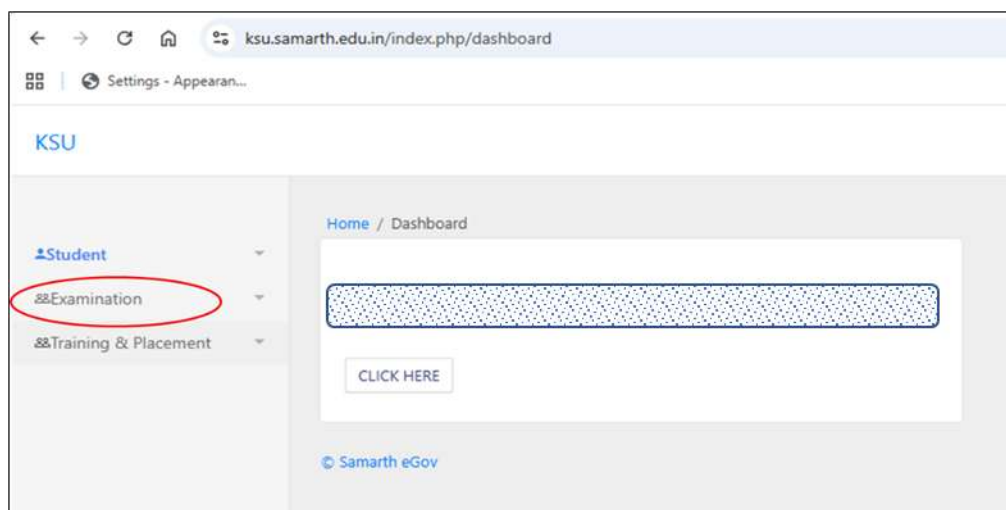 ksu.samarth.edu.in/index.php/dashboard
Settings - Appearan...
KSU
Home / Dashboard
Student
Examination
Training & Placement
CLICK HERE
© Samarth eGov